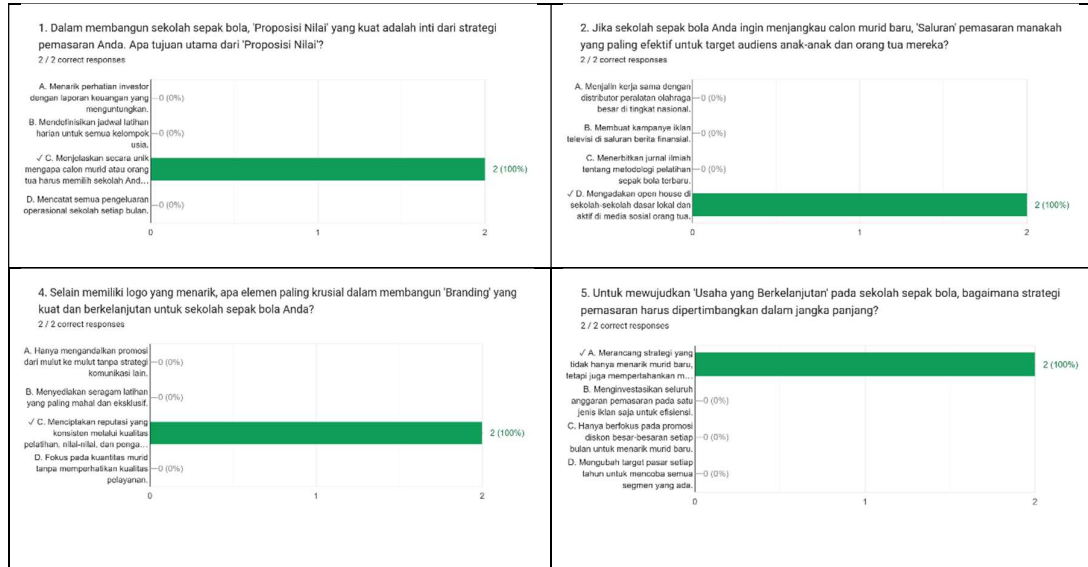 1. Dalam membangun sekolah sepak bola, 'Proposisi Nilai' yang kuat adalah inti dari strategi
pemasaran Anda. Apa tujuan utama dari 'Proposisi Nilai'?
2 / 2 correct responses
A. Menarik perhatian investor
dengan laporan keuangan yang
menguntungkan.
0 (0%)
B. Mendefinisikan jadwal latihan
harian untuk semua kelompok
usia.
0 (0%)
✓ C. Menjelaskan secara unik
mengapa calon murid atau orang
tua harus memilih sekolah And...
2 (100%)
D. Mencatat semua pengeluaran
operasional sekolah setiap bulan.
0 (0%)
0 1 2
2. Jika sekolah sepak bola Anda ingin menjangkau calon murid baru, 'Saluran' pemasaran manakah
yang paling efektif untuk target audiens anak-anak dan orang tua mereka?
2 / 2 correct responses
A. Menjalin kerja sama dengan
distributor peralatan olahraga
besar di tingkat nasional.
0 (0%)
B. Membuat kampanye iklan
televisi di saluran berita finansial.
0 (0%)
C. Menerbitkan jurnal ilmiah
tentang metodologi pelatihan
sepak bola terbaru.
0 (0%)
✓ D. Mengadakan open house di
sekolah-sekolah dasar lokal dan
aktif di media sosial orang tua.
2 (100%)
0 1 2
4. Selain memiliki logo yang menarik, apa elemen paling krusial dalam membangun 'Branding' yang
kuat dan berkelanjutan untuk sekolah sepak bola Anda?
2 / 2 correct responses
A. Hanya mengandalkan promosi
dari mulut ke mulut tanpa strategi
komunikasi lain.
0 (0%)
B. Menyediakan seragam latihan
yang paling mahal dan eksklusif.
0 (0%)
✓ C. Menciptakan reputasi yang
konsisten melalui kualitas
pelatihan, nilai-nilai, dan penga...
2 (100%)
D. Fokus pada kuantitas murid
tanpa memperhatikan kualitas
pelayanan.
0 (0%)
0 1 2
5. Untuk mewujudkan 'Usaha yang Berkelanjutan' pada sekolah sepak bola, bagaimana strategi
pemasaran harus dipertimbangkan dalam jangka panjang?
2 / 2 correct responses
✓ A. Merancang strategi yang
tidak hanya menarik murid baru,
tetapi juga mempertahankan m...
2 (100%)
B. Menginvestasikan seluruh
anggaran pemasaran pada satu
jenis iklan saja untuk efisiensi.
0 (0%)
C. Hanya berfokus pada promosi
diskon besar-besaran setiap
bulan untuk menarik murid baru.
0 (0%)
D. Mengubah target pasar setiap
tahun untuk mencoba semua
segmen yang ada.
0 (0%)
0 1 2